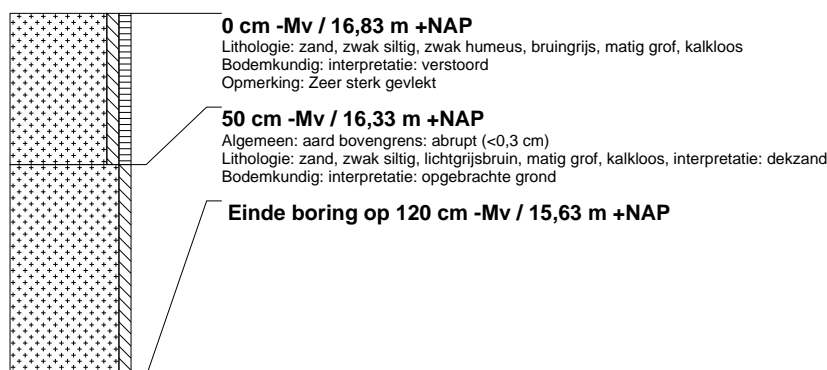 0 cm -Mv / 16,83 m +NAP
Lithologie: zand, zwak siltig, zwak humeus, bruingrijs, matig grof, kalkloos
Bodemkundig: interpretatie: verstoord
Opmerking: Zeer sterk gevlekt
50 cm -Mv / 16,33 m +NAP
Algemeen: aard bovengrens: abrupt (<0,3 cm)
Lithologie: zand, zwak siltig, lichtgrijsbruin, matig grof, kalkloos, interpretatie: dekzand
Bodemkundig: interpretatie: opgebrachte grond
Einde boring op 120 cm -Mv / 15,63 m +NAP